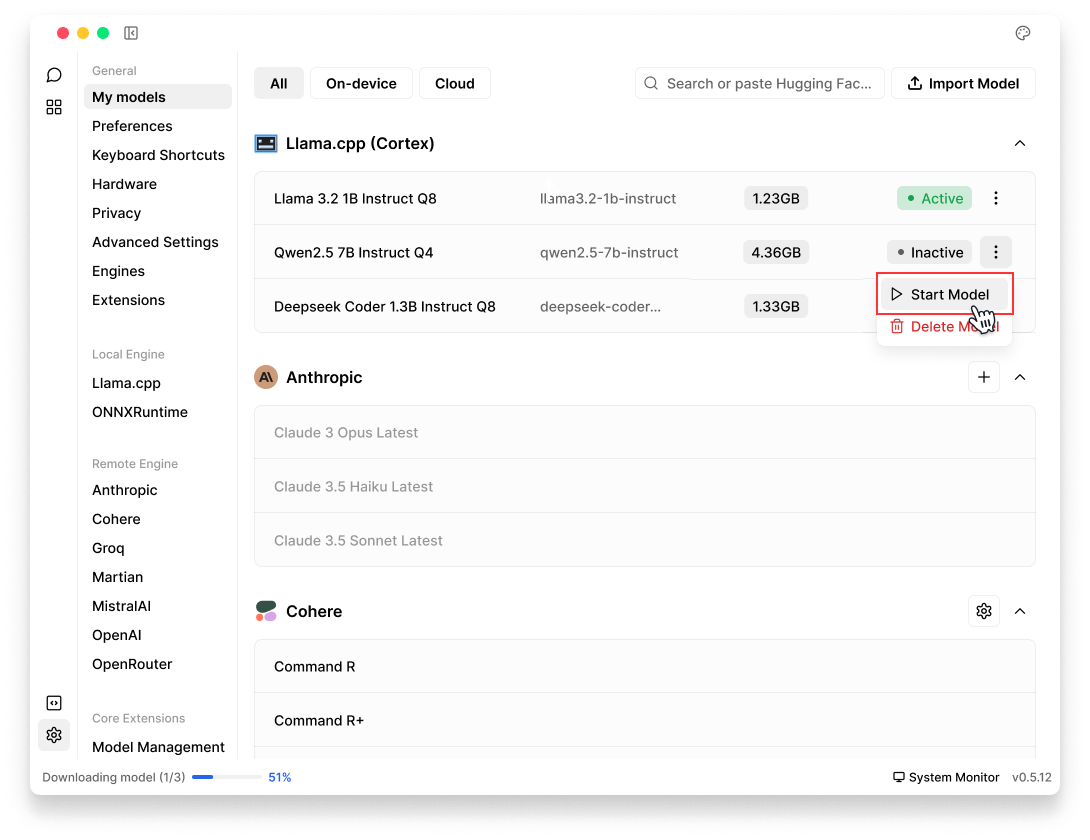 General
My models
Preferences
Keyboard Shortcuts
Hardware
Privacy
Advanced Settings
Engines
Extensions
Local Engine
Llama.cpp
ONNXRuntime
Remote Engine
Anthropic
Cohere
Groq
Martian
MistralAI
OpenAI
OpenRouter
Core Extensions
Model Management
All On-device Cloud Search or paste Hugging Fac... Import Model
Llama.cpp (Cortex)
Llama 3.2 1B Instruct Q8 llama3.2-1b-instruct 1.23GB Active
Qwen2.5 7B Instruct Q4 qwen2.5-7b-instruct 4.36GB Inactive
Start Model
Deepseek Coder 1.3B Instruct Q8 deepseek-coder... 1.33GB
Delete Model
Anthropic
Claude 3 Opus Latest
Claude 3.5 Haiku Latest
Claude 3.5 Sonnet Latest
Cohere
Command R
Command R+
Downloading model (1/3) 51% System Monitor v0.5.12